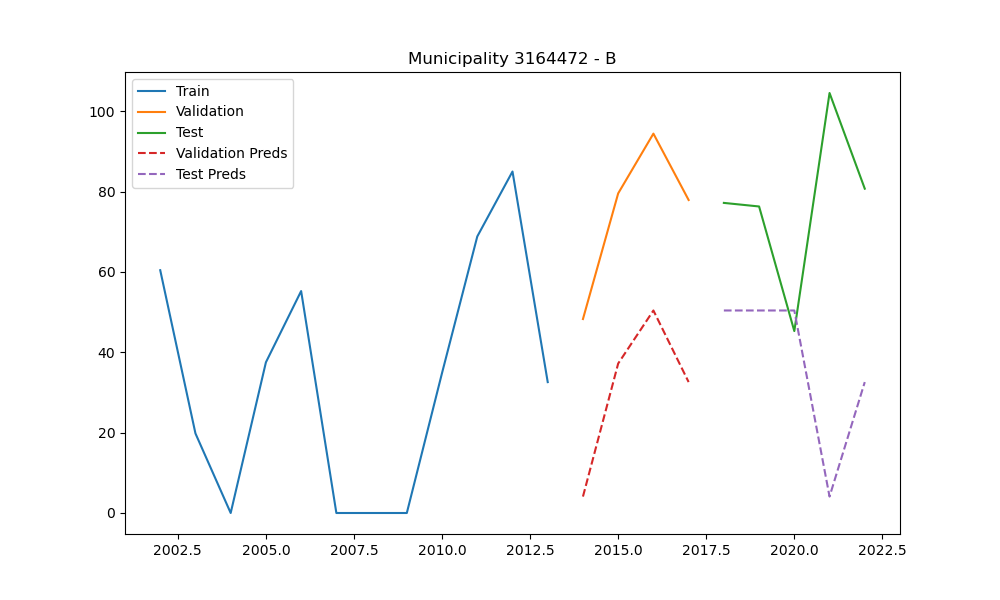 Municipality 3164472 - B
Train
Validation
Test
Validation Preds
Test Preds
100
80
60
40
20
0
2002.5 2005.0 2007.5 2010.0 2012.5 2015.0 2017.5 2020.0 2022.5